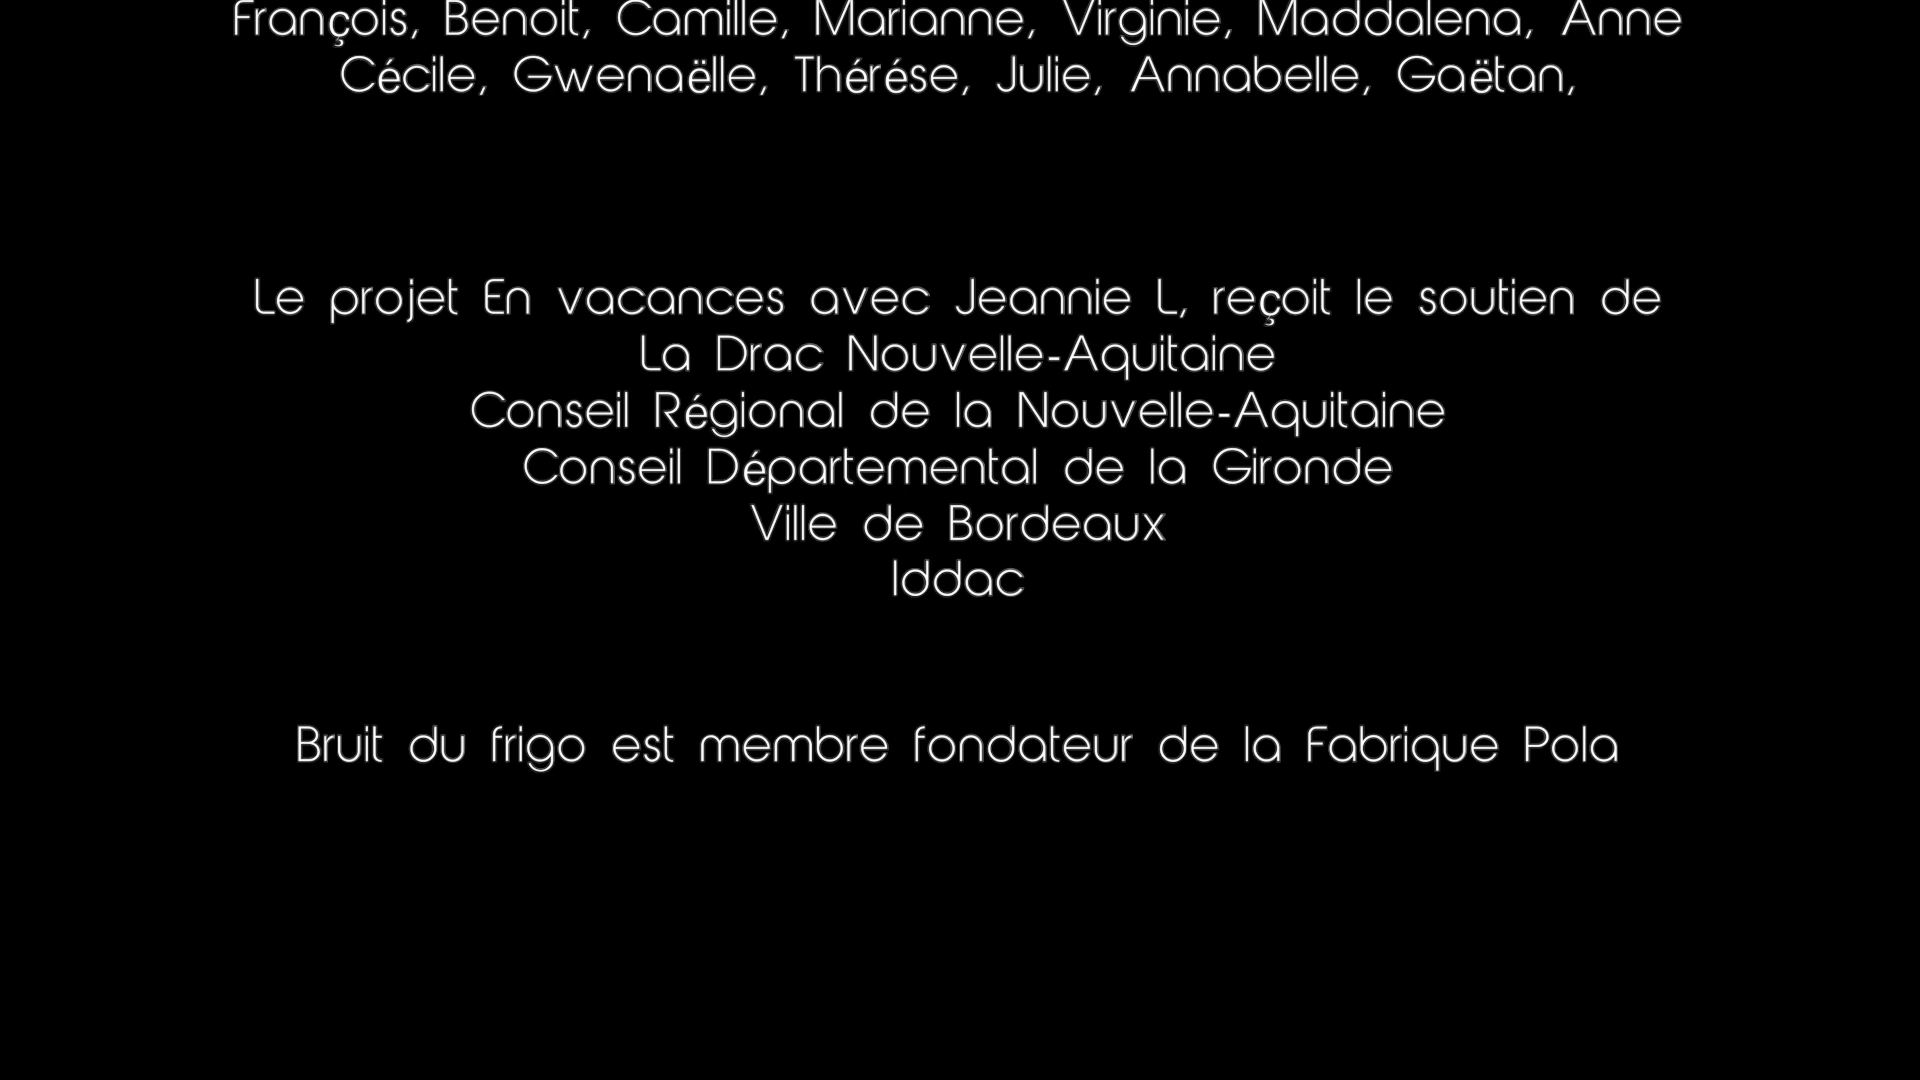 François, Benoit, Camille, Marianne, Virginie, Maddalena, Anne
Cécile, Gwenaëlle, Thérése, Julie, Annabelle, Gaëtan,
Le projet En vacances avec Jeannie L, reçoit le soutien de
La Drac Nouvelle-Aquitaine
Conseil Régional de la Nouvelle-Aquitaine
Conseil Départemental de la Gironde
Ville de Bordeaux
Iddac
Bruit du frigo est membre fondateur de la Fabrique Pola